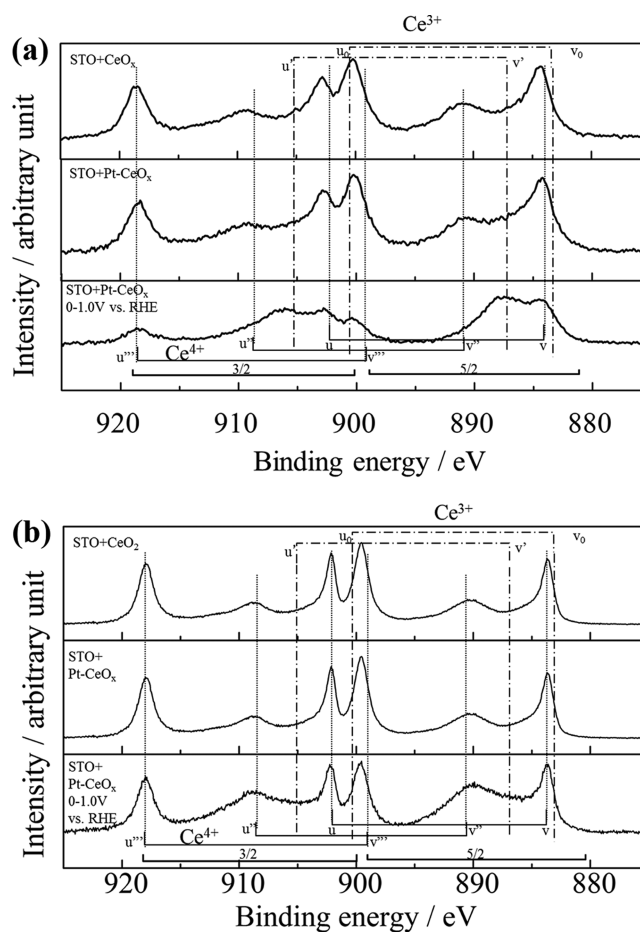 (a)
Ce3+
STO+CeOx
u0
v0
u’
v’
STO+Pt-CeOx
STO+Pt-CeOx
0-1.0V vs. RHE
u’’’
Ce4+
u’’
u
v’’’
v’’
v
3/2
5/2
920
910
900
890
880
Binding energy / eV
Intensity / arbitrary unit
(b)
Ce3+
STO+CeO2
u0
v0
u’
v’
STO+
Pt-CeOx
STO+
Pt-CeOx
0-1.0V
vs. RHE
u’’’
Ce4+
u’’
u
v’’’
v’’
v
3/2
5/2
920
910
900
890
880
Binding energy / eV
Intensity / arbitrary unit